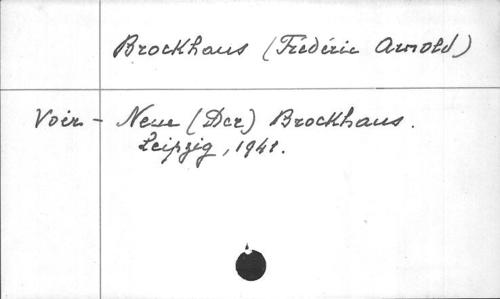 Brockhaus (Frédéric Arnold)
Voir - Neue (Der) Brockhaus.
Leipzig, 1941.